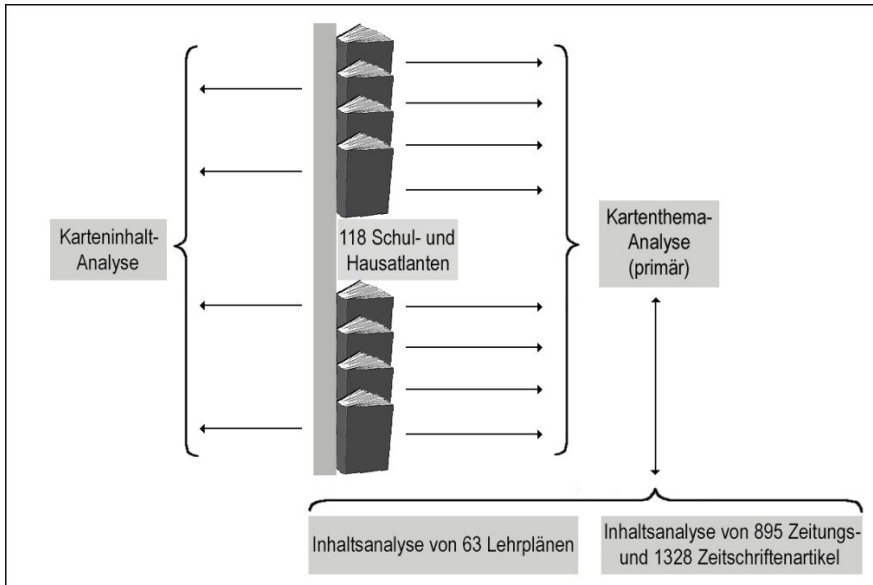 Karteninhalt-
Analyse
118 Schul- und
Hausatlanten
Kartenthema-
Analyse
(primär)
Inhaltsanalyse von 63 Lehrplänen
Inhaltsanalyse von 895 Zeitungs-
und 1328 Zeitschriftenartikel